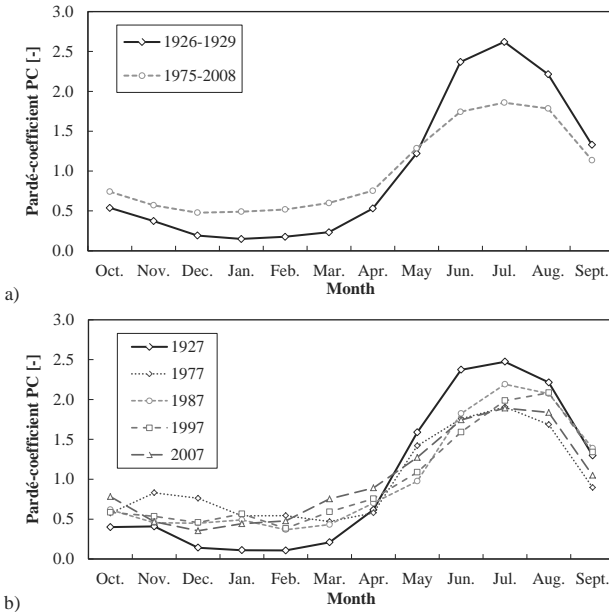 3.0
2.5
2.0
1.5
1.0
0.5
0.0
Pardé-coefficient PC [-]
1926-1929
1975-2008
Oct. Nov. Dec. Jan. Feb. Mar. Apr. May Jun. Jul. Aug. Sept.
Month
a)
3.0
2.5
2.0
1.5
1.0
0.5
0.0
Pardé-coefficient PC [-]
1927
1977
1987
1997
2007
Oct. Nov. Dec. Jan. Feb. Mar. Apr. May Jun. Jul. Aug. Sept.
Month
b)